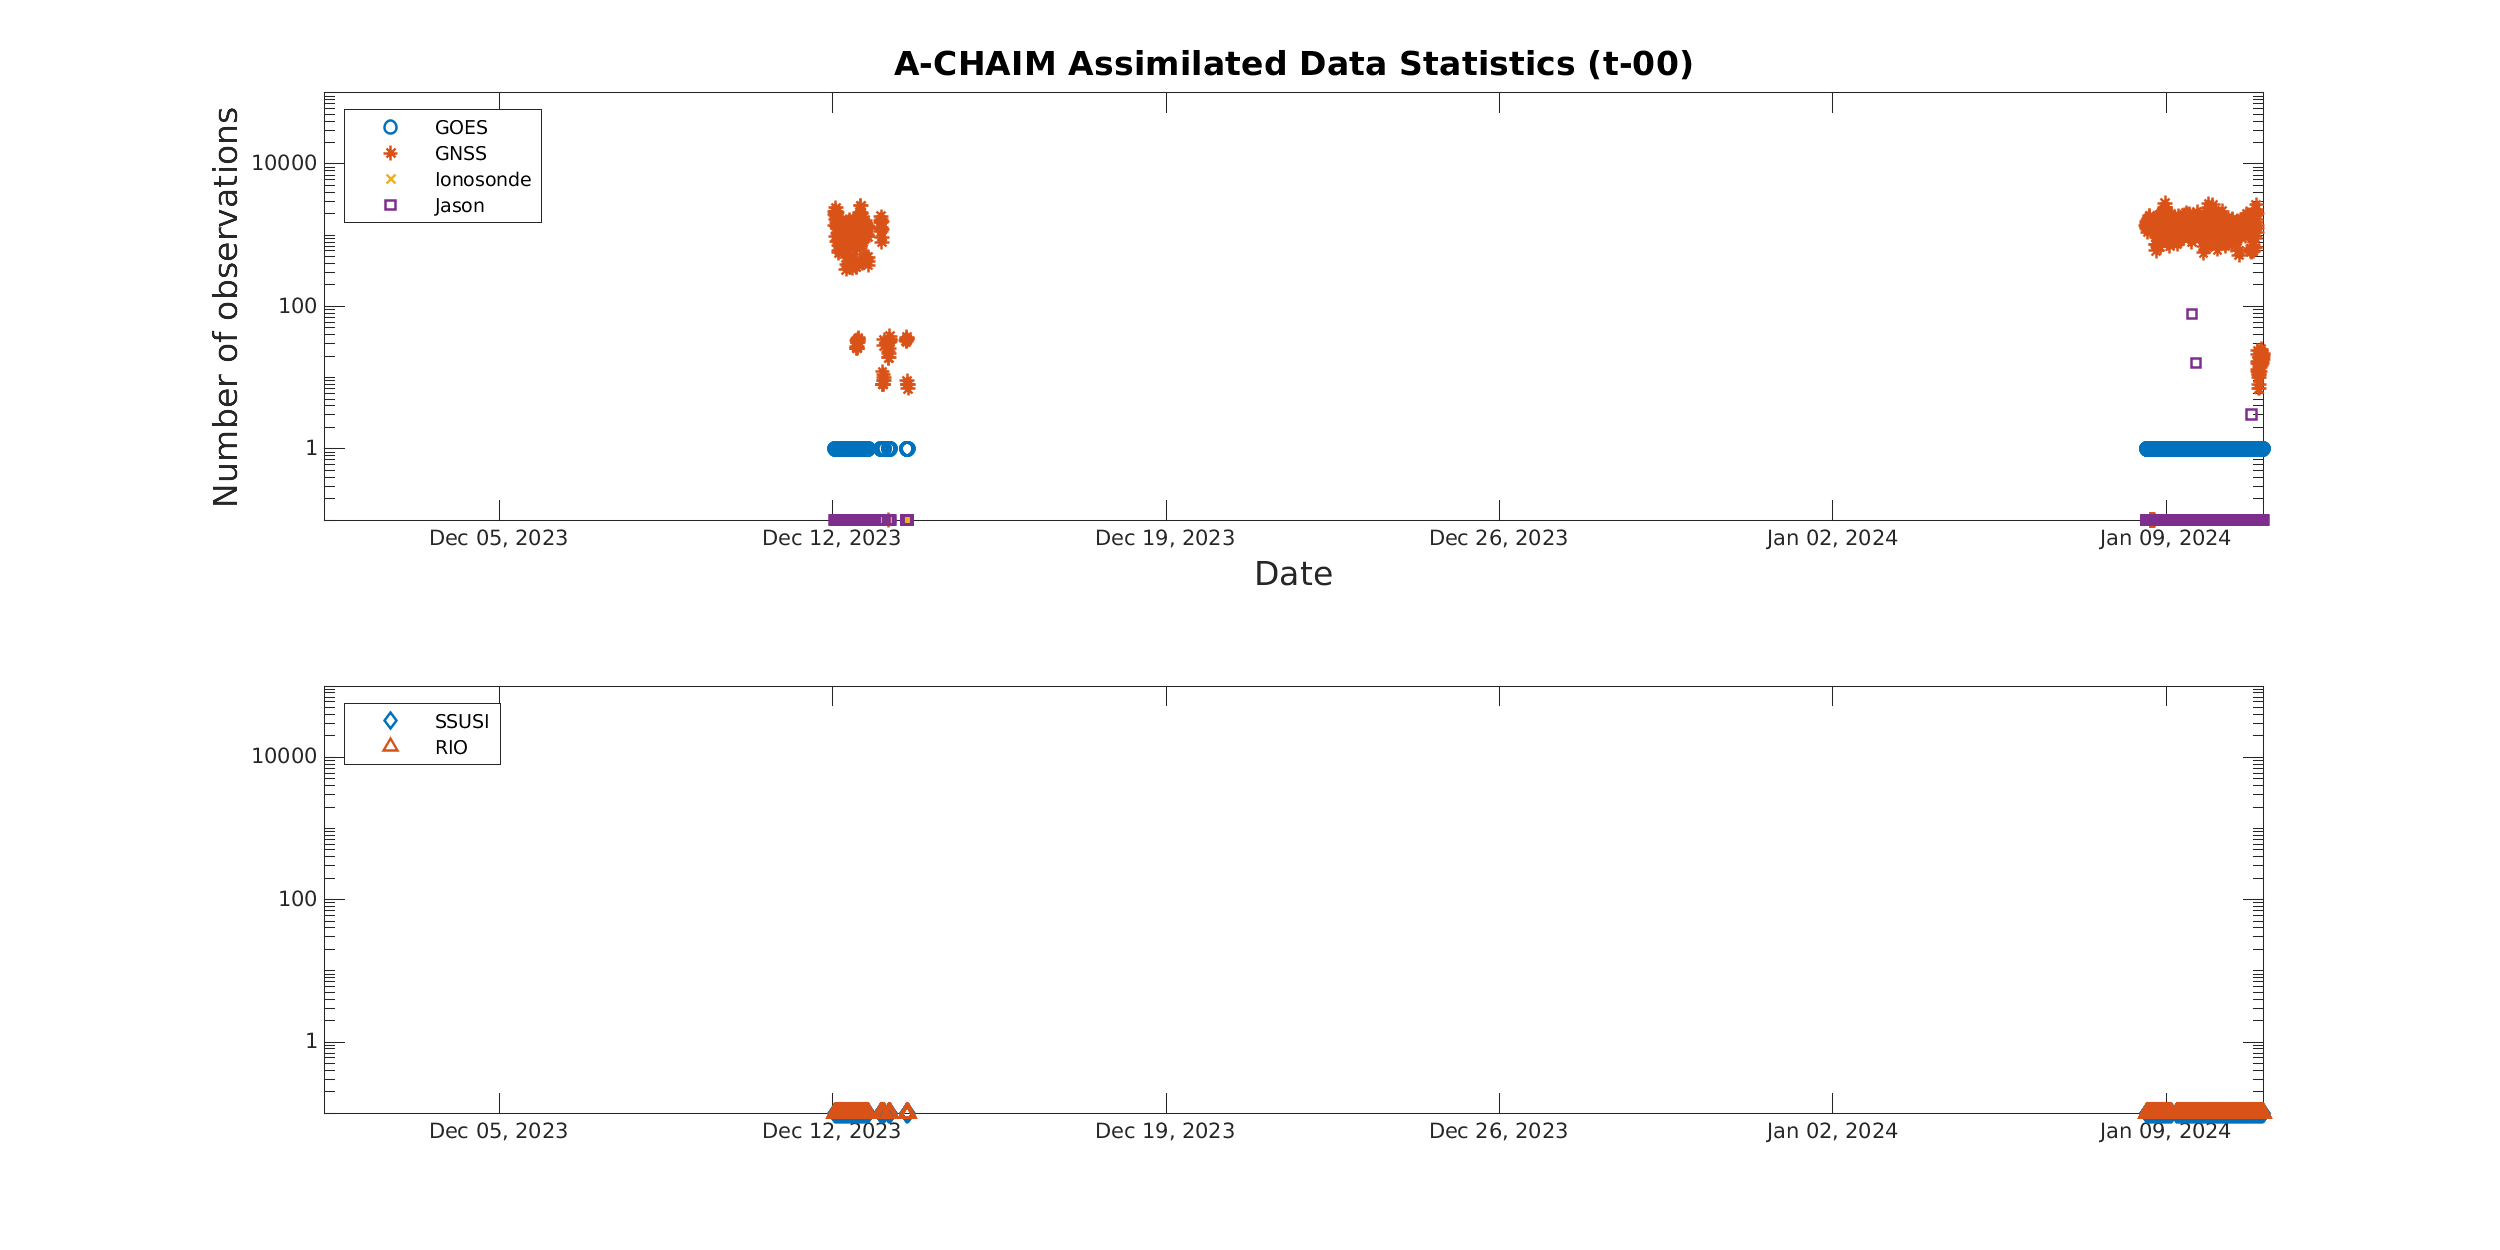 A-CHAIM Assimilated Data Statistics (t-00)
Number of observations
10000
100
1
GOES
GNSS
Ionosonde
Jason
Dec 05, 2023
Dec 12, 2023
Dec 19, 2023
Dec 26, 2023
Jan 02, 2024
Jan 09, 2024
Date
10000
100
1
SSUSI
RIO
Dec 05, 2023
Dec 12, 2023
Dec 19, 2023
Dec 26, 2023
Jan 02, 2024
Jan 09, 2024